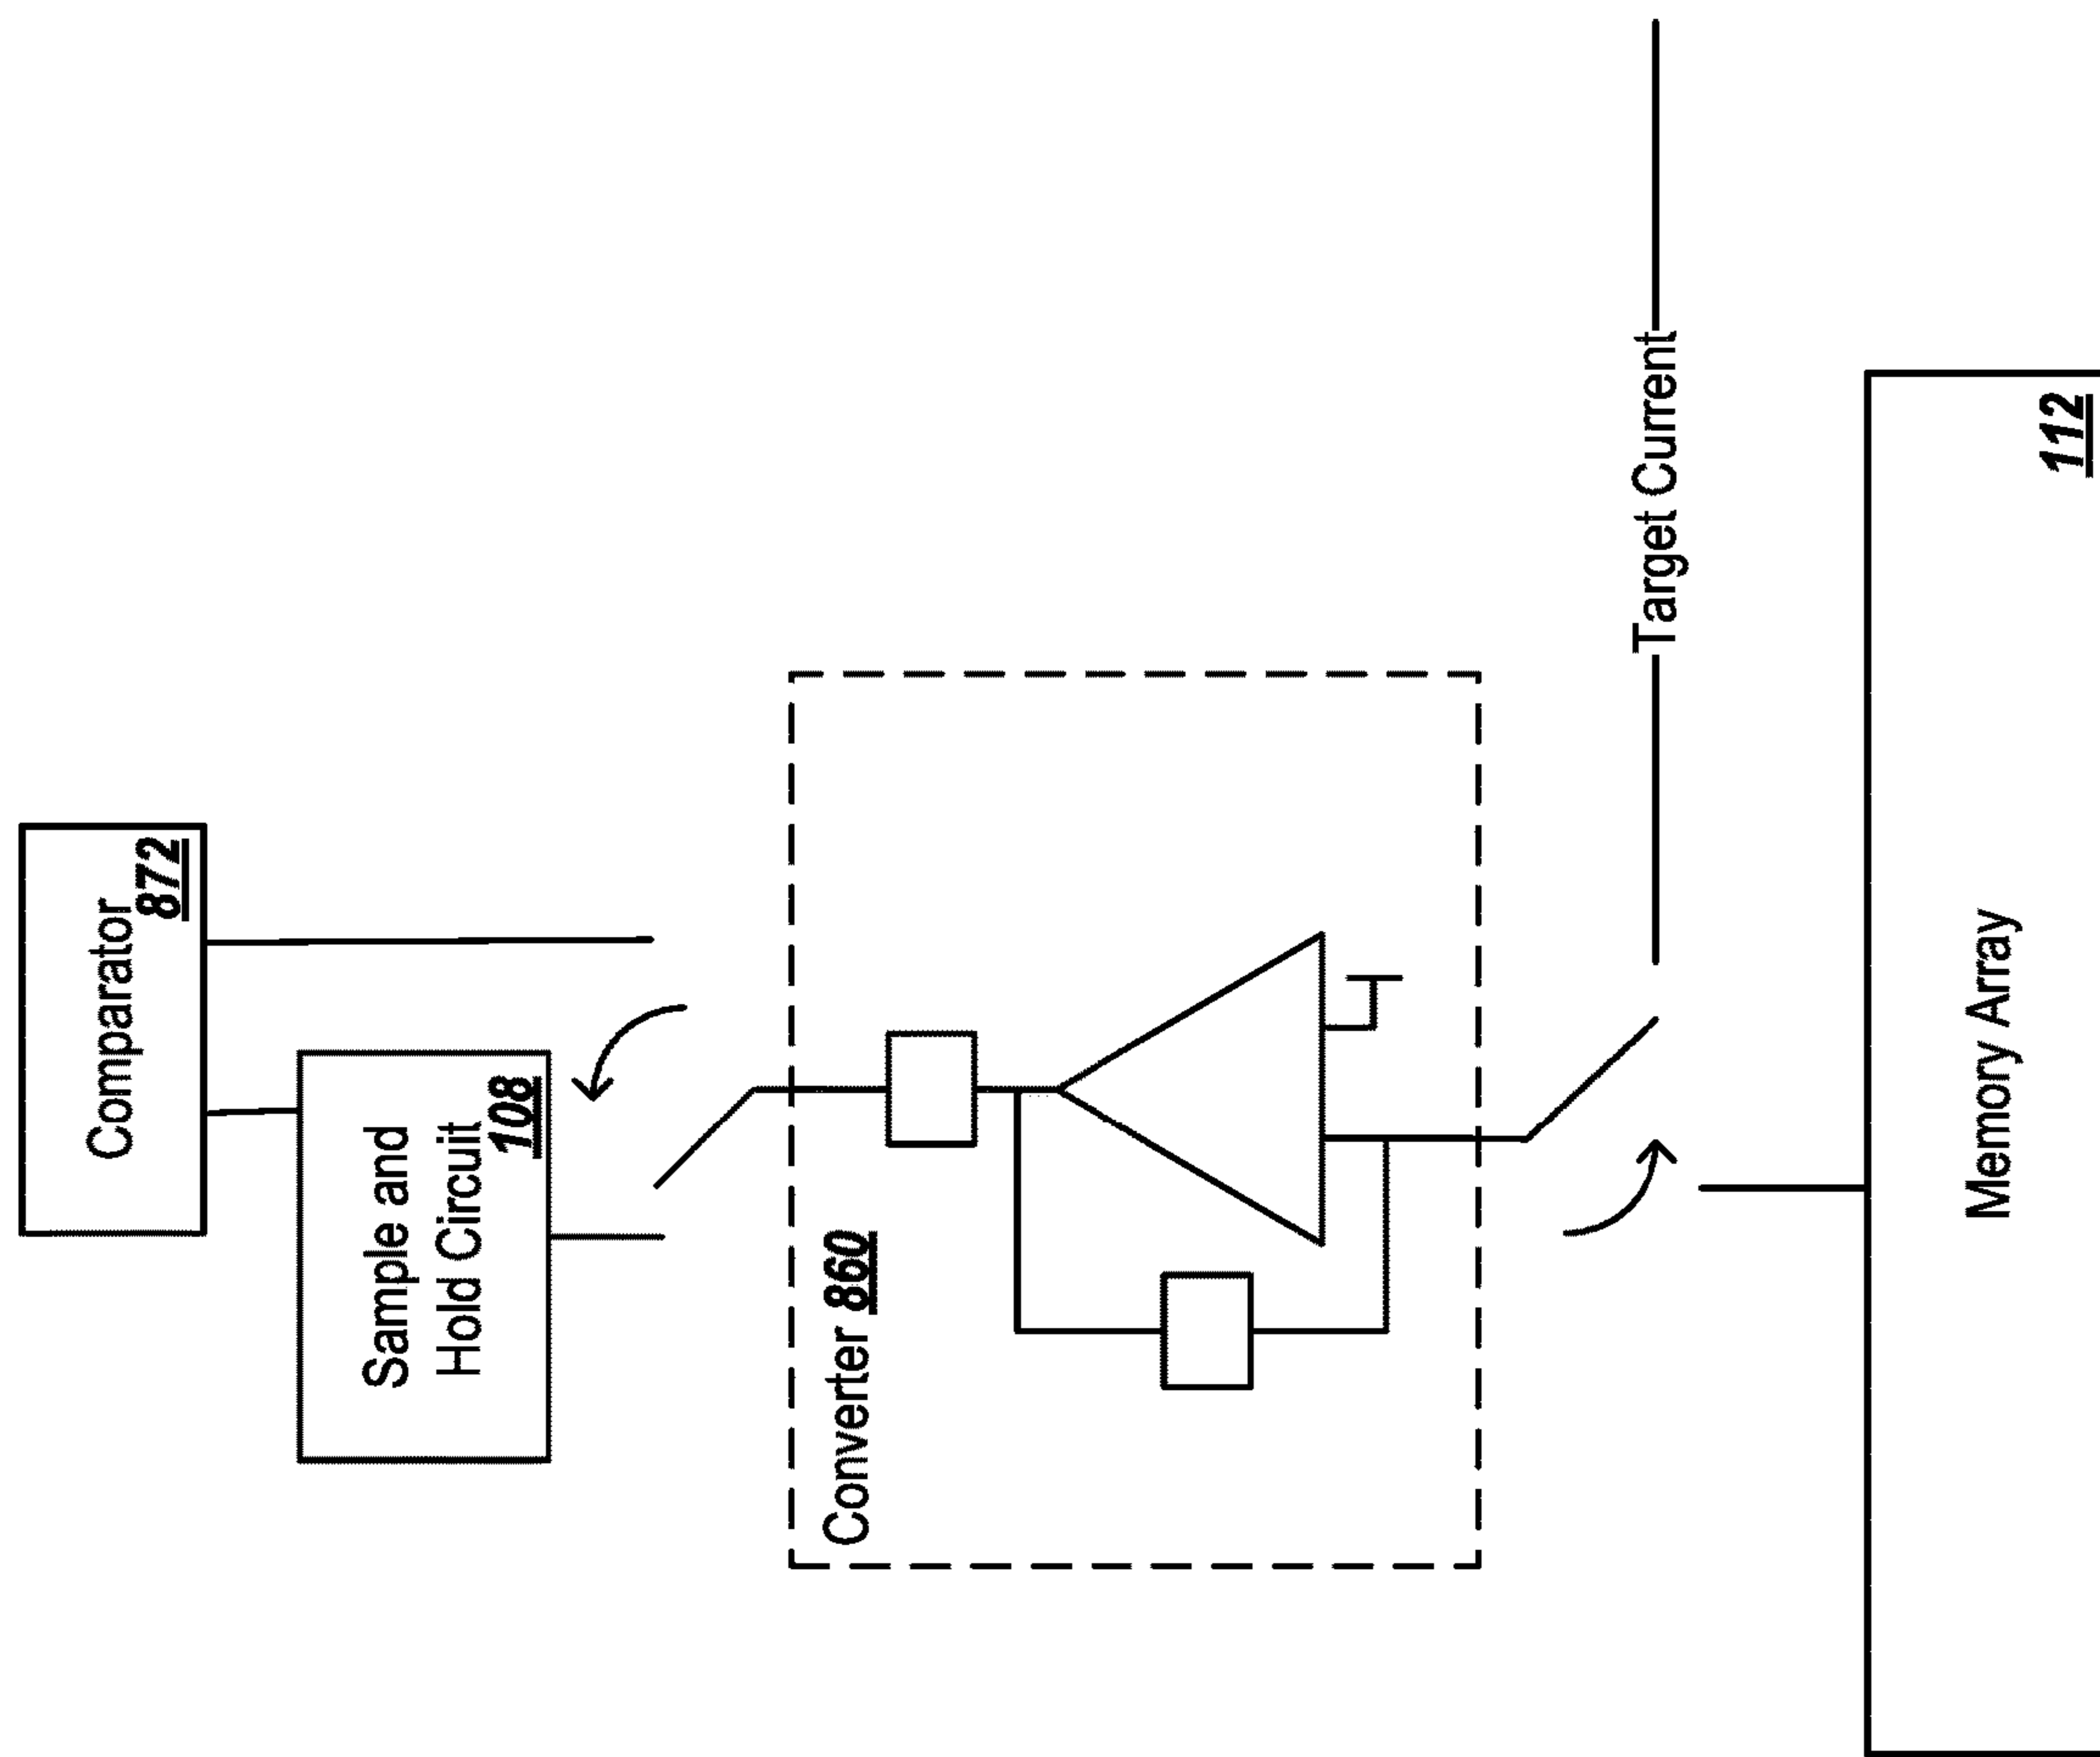 Comparator
872
Sample and
Hold Circuit
108
Converter 860
Target Current
Memory Array
112